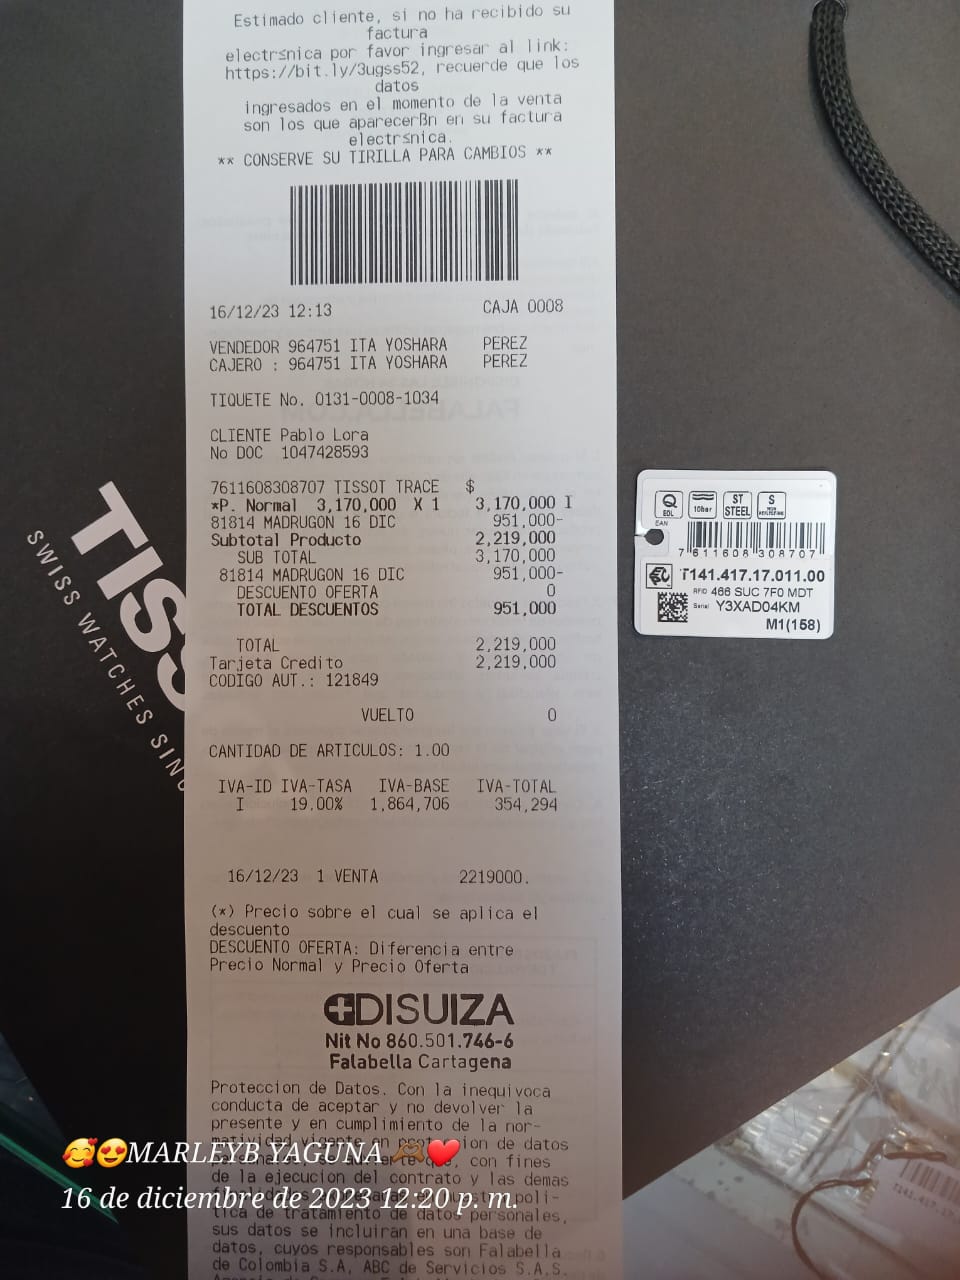 Estimado cliente, si no ha recibido su
factura
electr≤nica por favor ingresar al link:
https://bit.ly/3ugss52, recuerde que los
datos
ingresados en el momento de la venta
son los que aparecerßn en su factura
electr≤nica.
** CONSERVE SU TIRILLA PARA CAMBIOS **
16/12/23 12:13 CAJA 0008
VENDEDOR 964751 ITA YOSHARA PEREZ
CAJERO : 964751 ITA YOSHARA PEREZ
TIQUETE No. 0131-0008-1034
CLIENTE Pablo Lora
No DOC 1047428593
7611608308707 TISSOT TRACE $
*P. Normal 3,170,000 X 1 3,170,000 I
81814 MADRUGON 16 DIC 951,000-
Subtotal Producto 2,219,000
SUB TOTAL 3,170,000
81814 MADRUGON 16 DIC 951,000-
DESCUENTO OFERTA 0
TOTAL DESCUENTOS 951,000
TOTAL 2,219,000
Tarjeta Credito 2,219,000
CODIGO AUT.: 121849
VUELTO 0
CANTIDAD DE ARTICULOS: 1.00
IVA-ID IVA-TASA IVA-BASE IVA-TOTAL
I 19.00% 1,864,706 354,294
16/12/23 1 VENTA 2219000.
(*) Precio sobre el cual se aplica el
descuento
DESCUENTO OFERTA: Diferencia entre
Precio Normal y Precio Oferta
DISUIZA
Nit No 860.501.746-6
Falabella Cartagena
Proteccion de Datos. Con la inequivoca
conducta de aceptar y no devolver la
presente y en cumplimiento de la nor-
de datos
con fines
de la ejecucion del contrato y las demas
poli-
tica de tratamiento de datos personales,
sus datos se incluiran en una base de
datos, cuyos responsables son Falabella
de Colombia S.A, ABC de Servicios S.A.S,
TISS
SWISS WATCHES SINC
EOL
10bar
ST
STEEL
S
EAN
7 611608 308707
T141.417.17.011.00
RFID 466 SUC 7F0 MDT
Serial Y3XAD04KM
M1(158)
🥰😍MARLEYB YAGUNA 🫶🏽❤️
16 de diciembre de 2023 12:20 p. m.